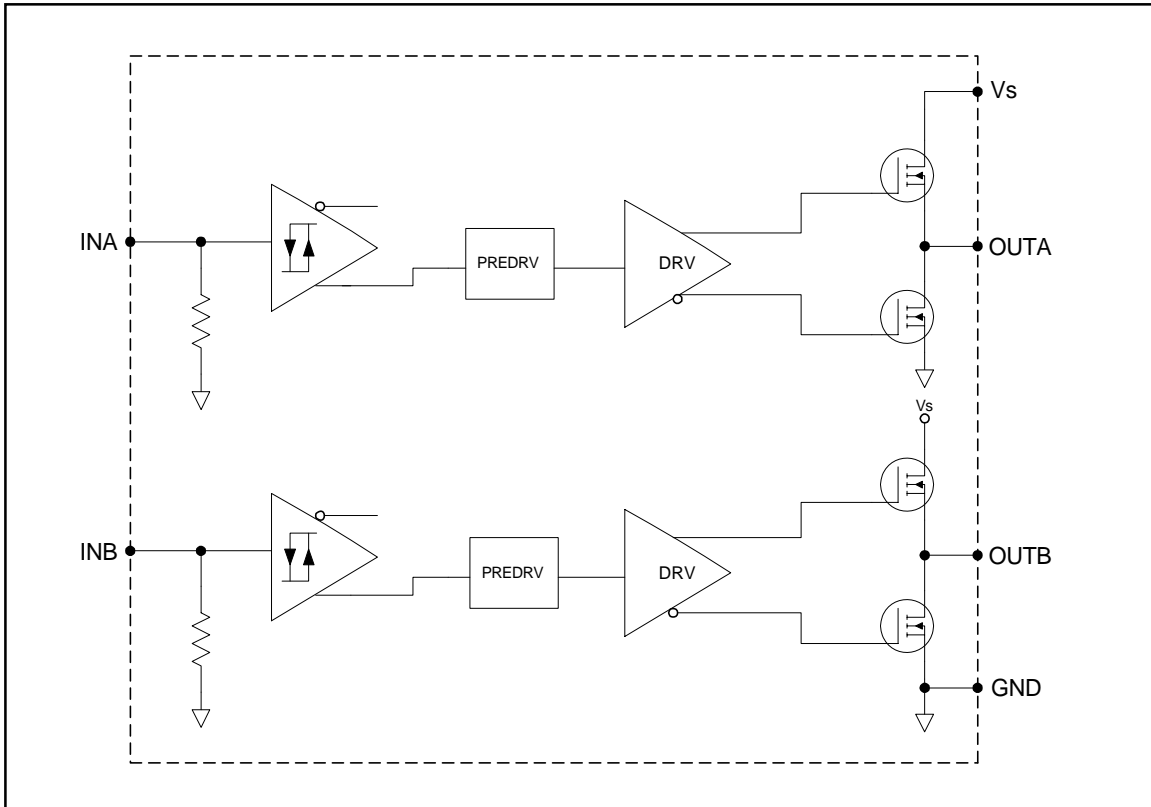 Vs
INA
PREDRV
DRV
OUTA
Vs
INB
PREDRV
DRV
OUTB
GND